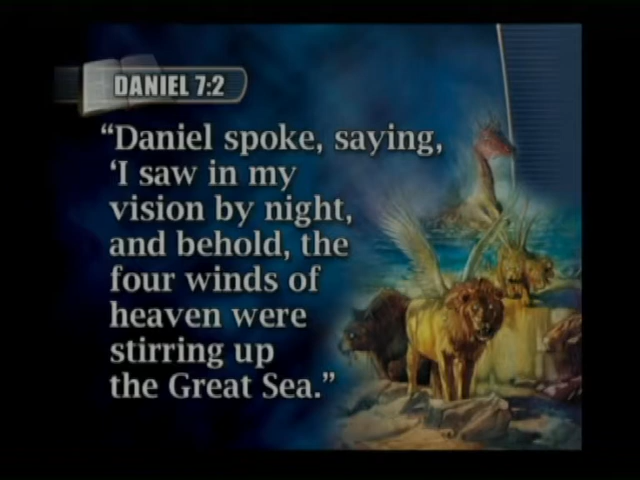 DANIEL 7:2
“Daniel spoke, saying,
‘I saw in my
vision by night,
and behold, the
four winds of
heaven were
stirring up
the Great Sea.”